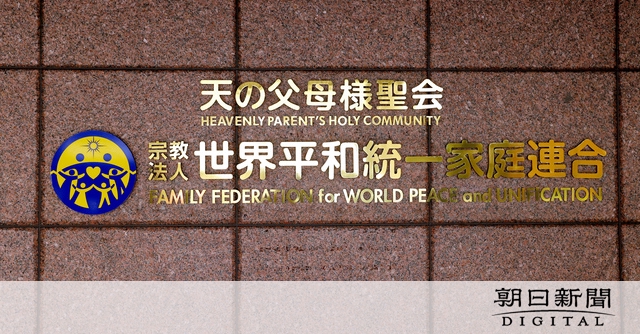 天の父母様聖会
HEAVENLY PARENT'S HOLY COMMUNITY
宗教法人 世界平和統一家庭連合
FAMILY FEDERATION for WORLD PEACE and UNIFICATION
朝日新聞
DIGITAL